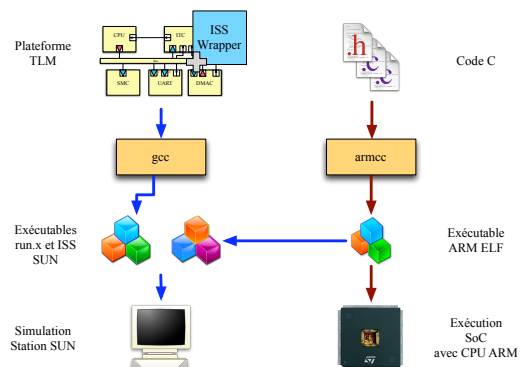 Plateforme
TLM
CPU
ITC
ISS
Wrapper
Bus
SMC
UART
DMAC
.h
.c
.c
Code C
gcc
armcc
Exécutables
run.x et ISS
SUN
Exécutable
ARM ELF
Simulation
Station SUN
Exécution
SoC
avec CPU ARM